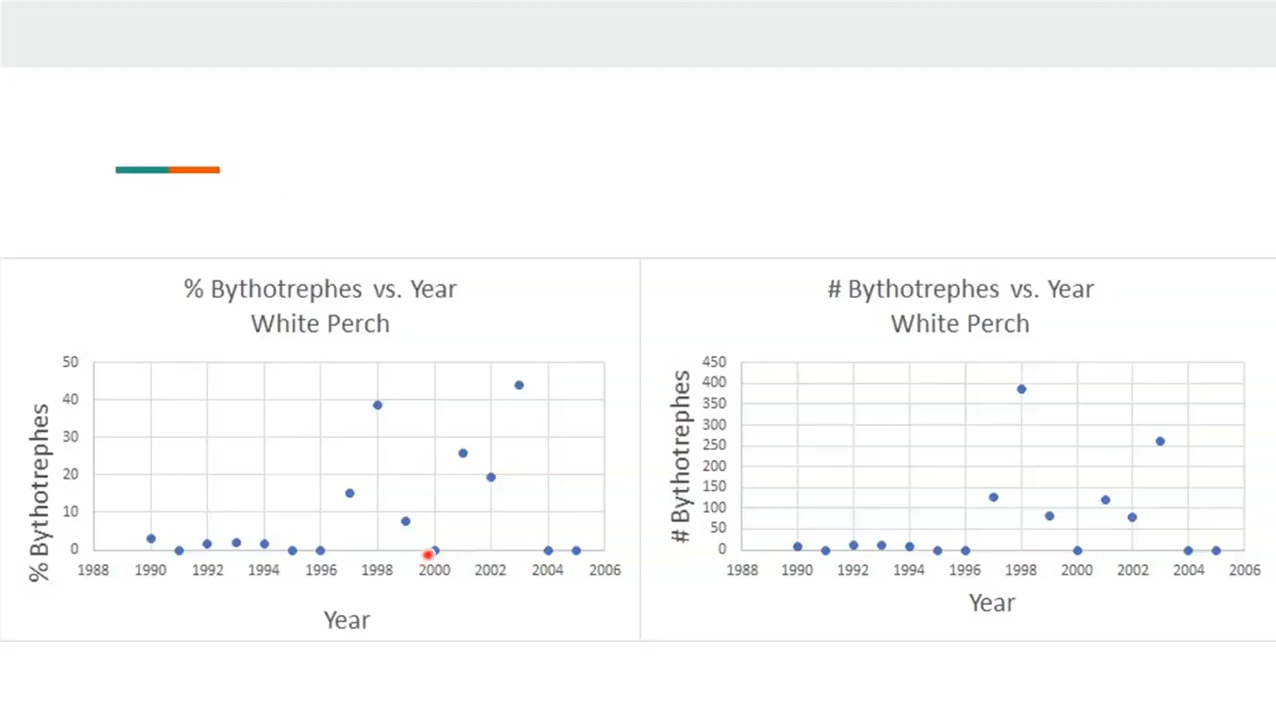 % Bythotrephes vs. Year
White Perch
% Bythotrephes
50
40
30
20
10
0
1988 1990 1992 1994 1996 1998 2000 2002 2004 2006
Year
# Bythotrephes vs. Year
White Perch
# Bythotrephes
450
400
350
300
250
200
150
100
50
0
1988 1990 1992 1994 1996 1998 2000 2002 2004 2006
Year